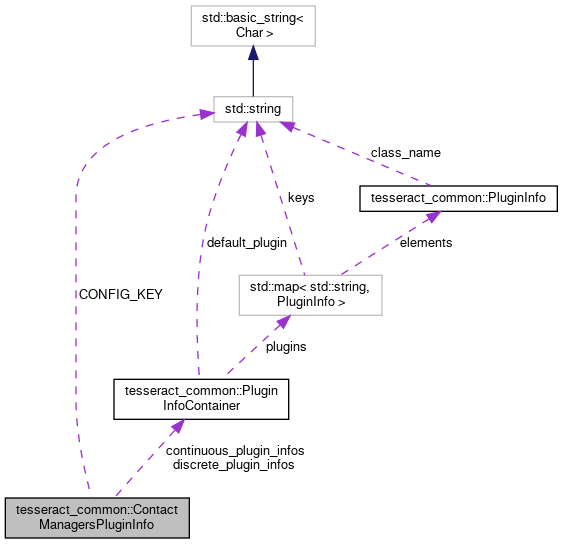 std::basic_string<
Char >
std::string
class_name
tesseract_common::PluginInfo
keys
default_plugin
elements
std::map< std::string,
PluginInfo >
CONFIG_KEY
plugins
tesseract_common::Plugin
InfoContainer
continuous_plugin_infos
discrete_plugin_infos
tesseract_common::Contact
ManagersPluginInfo